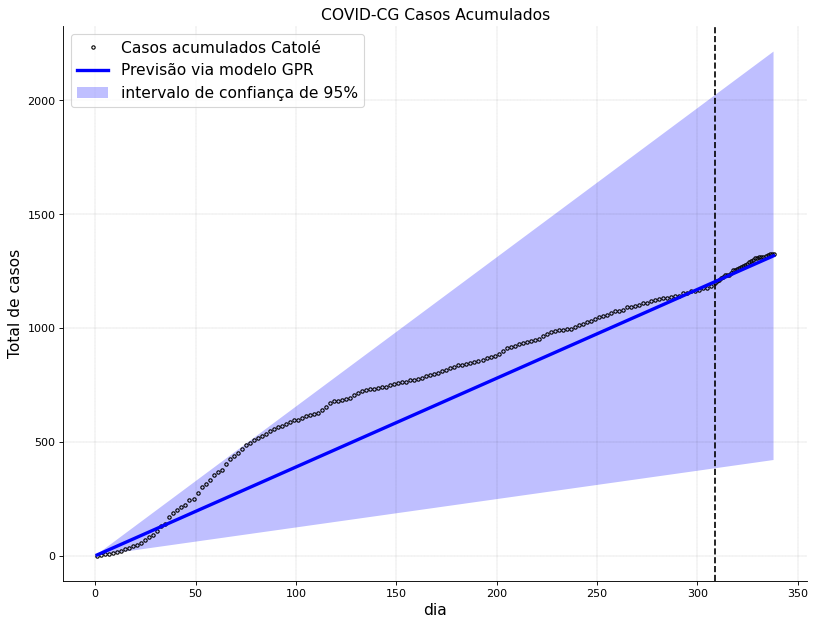 COVID-CG Casos Acumulados
Casos acumulados Catolé
Previsão via modelo GPR
intervalo de confiança de 95%
Total de casos
2000
1500
1000
500
0
0 50 100 150 200 250 300 350
dia